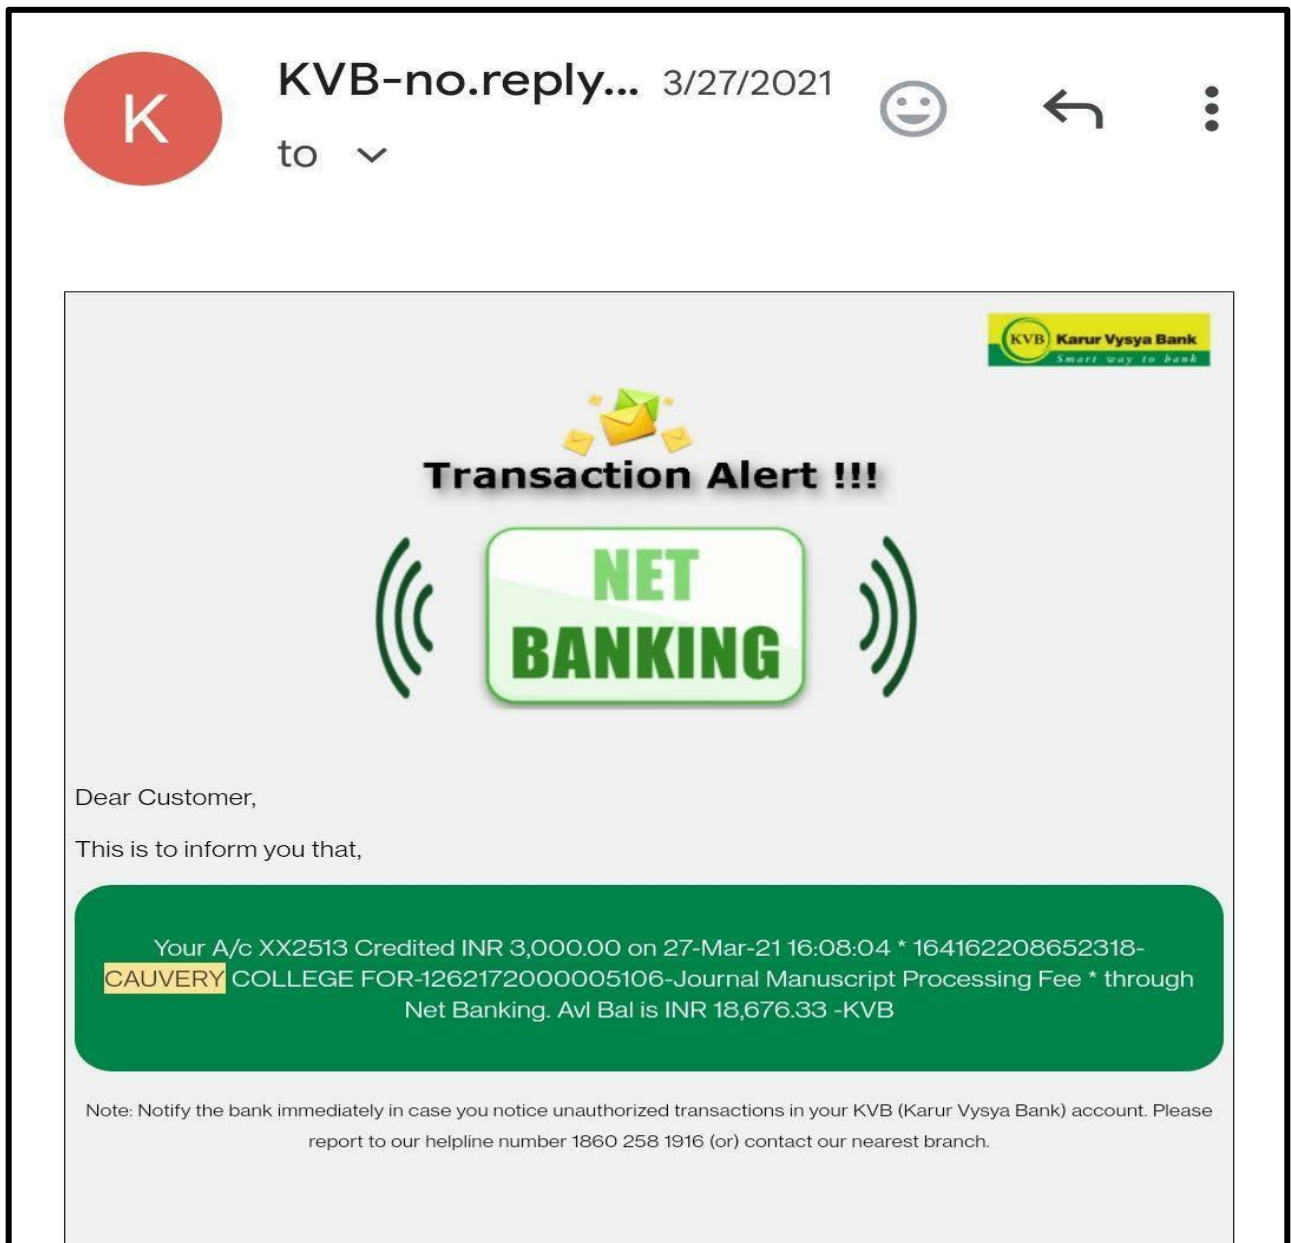 K
KVB-no.reply... 3/27/2021
to
KVB Karur Vysya Bank
Smart way to bank
Transaction Alert !!!
NET
BANKING
Dear Customer,
This is to inform you that,
Your A/c XX2513 Credited INR 3,000.00 on 27-Mar-21 16:08:04 * 164162208652318-
CAUVERY COLLEGE FOR-1262172000005106-Journal Manuscript Processing Fee * through
Net Banking. Avl Bal is INR 18,676.33 -KVB
Note: Notify the bank immediately in case you notice unauthorized transactions in your KVB (Karur Vysya Bank) account. Please
report to our helpline number 1860 258 1916 (or) contact our nearest branch.